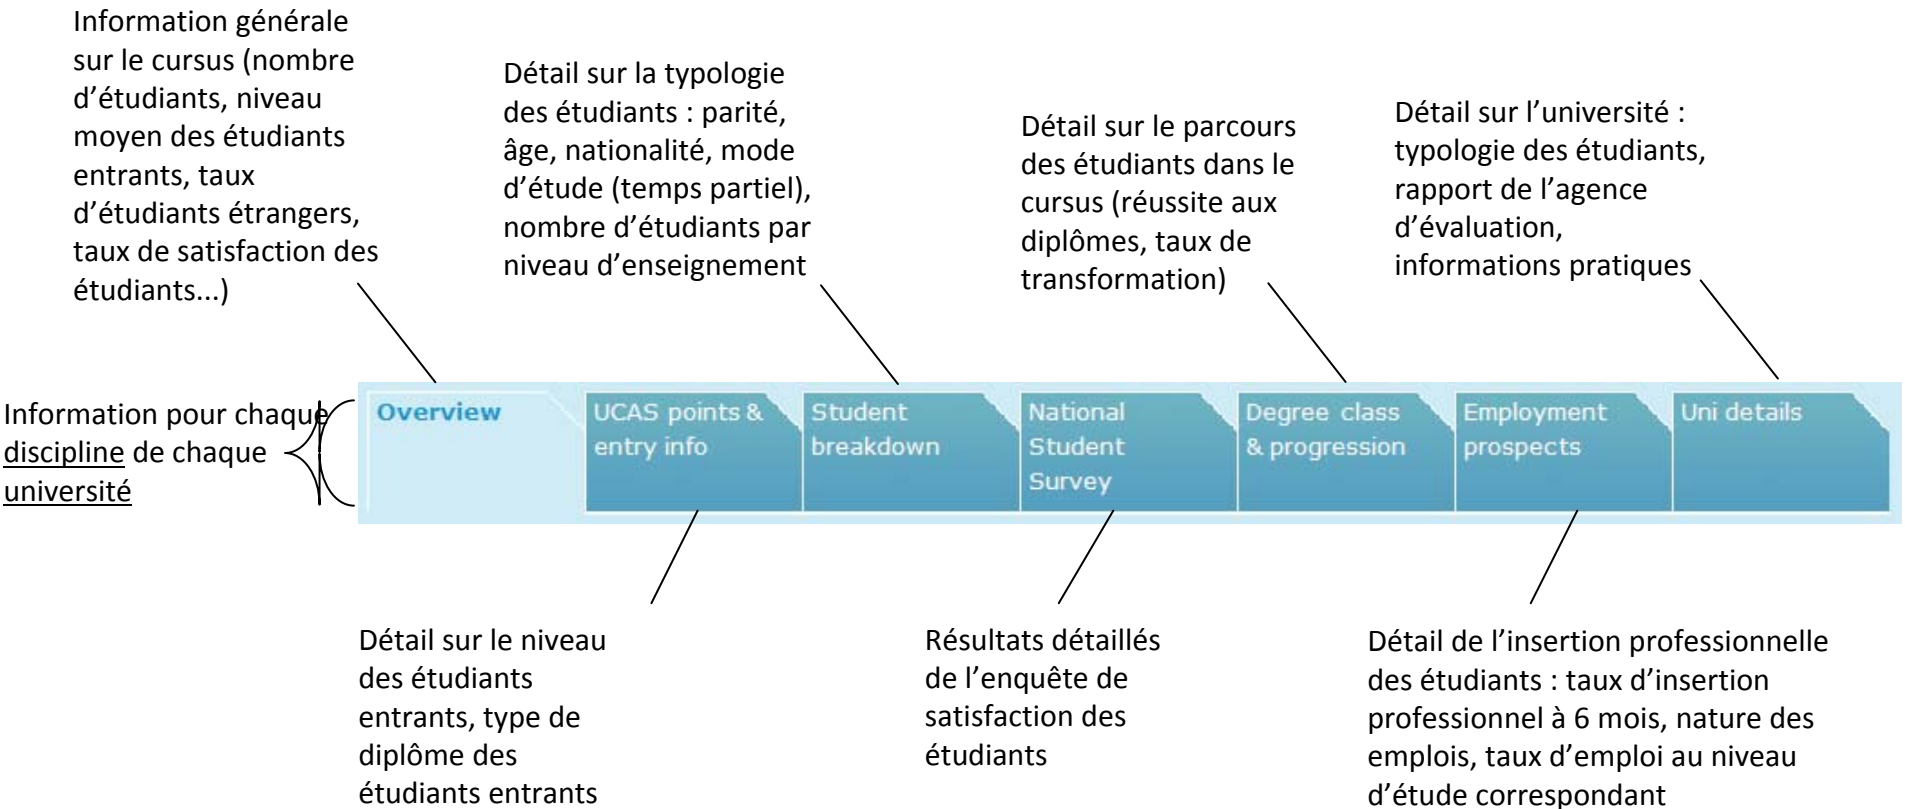 Information générale
sur le cursus (nombre
d’étudiants, niveau
moyen des étudiants
entrants, taux
d’étudiants étrangers,
taux de satisfaction des
étudiants...)
Détail sur la typologie
des étudiants : parité,
âge, nationalité, mode
d’étude (temps partiel),
nombre d’étudiants par
niveau d’enseignement
Détail sur le parcours
des étudiants dans le
cursus (réussite aux
diplômes, taux de
transformation)
Détail sur l’université :
typologie des étudiants,
rapport de l’agence
d’évaluation,
informations pratiques
Information pour chaque
discipline de chaque
université
Overview
UCAS points &
entry info
Student
breakdown
National
Student
Survey
Degree class
& progression
Employment
prospects
Uni details
Détail sur le niveau
des étudiants
entrants, type de
diplôme des
étudiants entrants
Résultats détaillés
de l’enquête de
satisfaction des
étudiants
Détail de l’insertion professionnelle
des étudiants : taux d’insertion
professionnel à 6 mois, nature des
emplois, taux d’emploi au niveau
d’étude correspondant